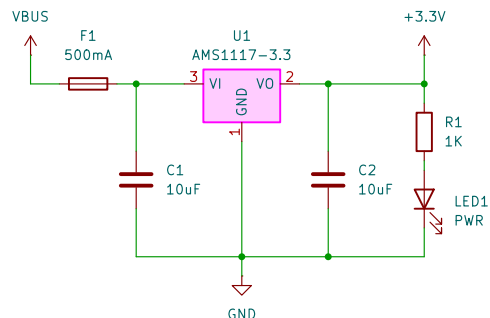 VBUS
F1
500mA
U1
AMS1117-3.3
+3.3V
3
VI
VO
2
GND
1
R1
1K
C1
10uF
C2
10uF
LED1
PWR
GND